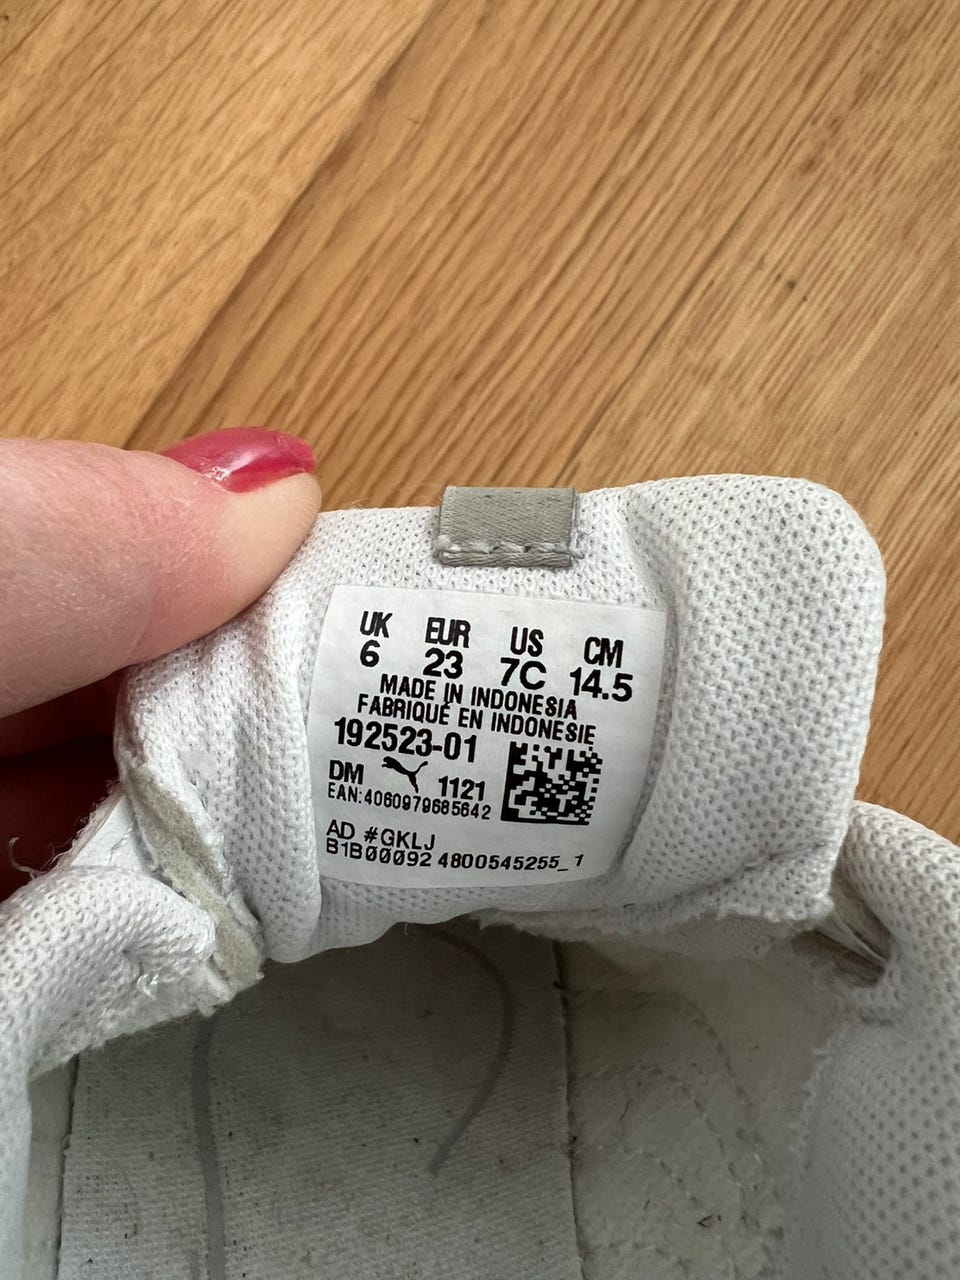 UK EUR US CM
6 23 7C 14.5
MADE IN INDONESIA
FABRIQUÉ EN INDONESIE
192523-01
DM 1121
EAN:4060979685642
AD #GKLJ
B1B00092 4800545255_1